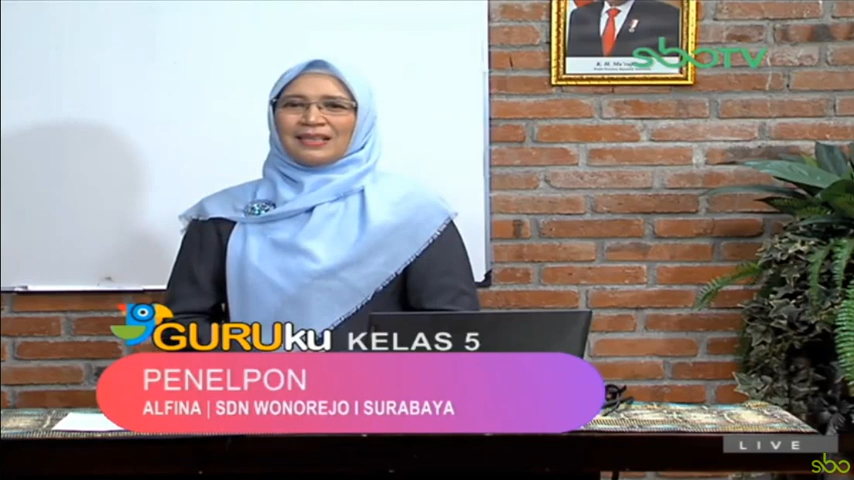 sboTV
GURUku KELAS 5
PENELPON
ALFINA | SDN WONOREJO I SURABAYA
LIVE
sbo